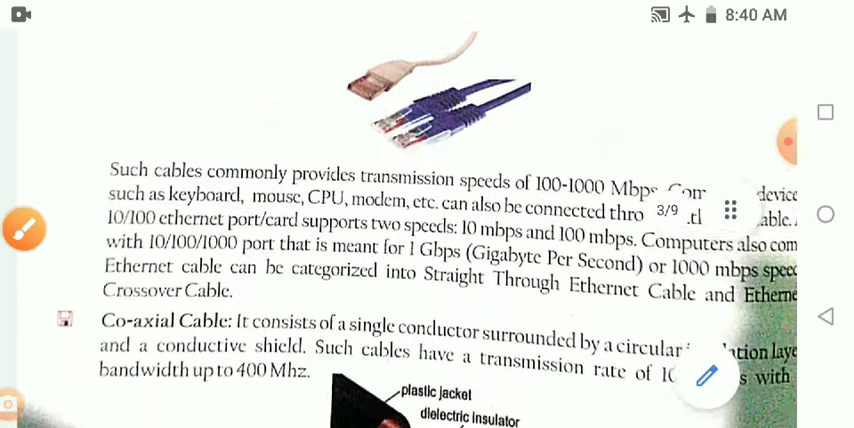 8:40 AM
Such cables commonly provides transmission speeds of 100-1000 Mbps device
such as keyboard, mouse, CPU, modem, etc. can also be connected thro 3/9 able.
10/100 ethernet port/card supports two speeds: 10 mbps and 100 mbps. Computers also com
with 10/100/1000 port that is meant for 1 Gbps (Gigabyte Per Second) or 1000 mbps speed
Ethernet cable can be categorized into Straight Through Ethernet Cable and Etherne
Crossover Cable.
Co-axial Cable: It consists of a single conductor surrounded by a circular laye
and a conductive shield. Such cables have a transmission rate of with
bandwidth up to 400 Mhz.
plastic jacket
dielectric insulator